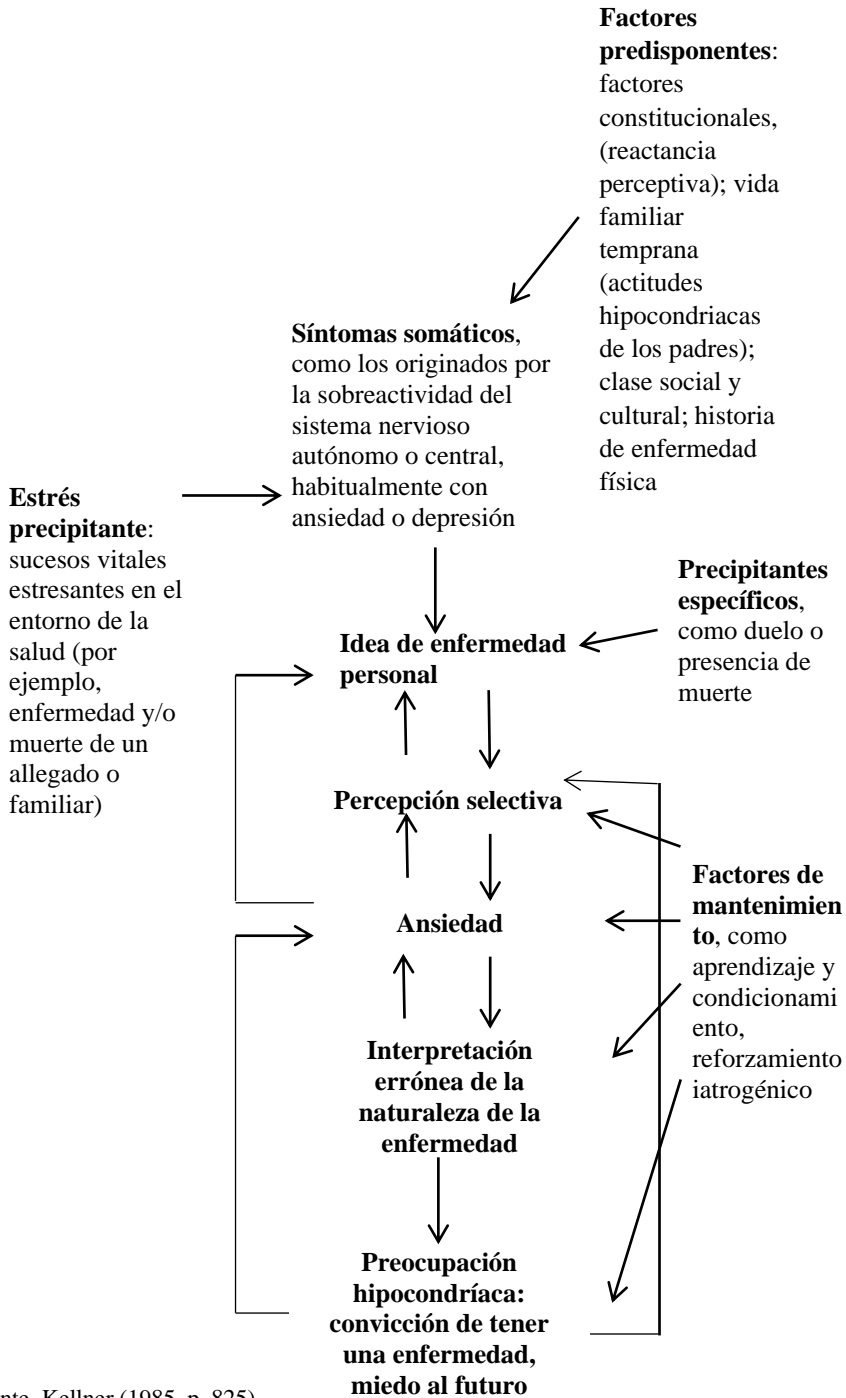 Factores
predisponentes:
factores
constitucionales,
(reactancia
perceptiva); vida
familiar
temprana
(actitudes
hipocondriacas
de los padres);
clase social y
cultural; historia
de enfermedad
física
Síntomas somáticos,
como los originados por
la sobreactividad del
sistema nervioso
autónomo o central,
habitualmente con
ansiedad o depresión
Estrés
precipitante:
sucesos vitales
estresantes en el
entorno de la
salud (por
ejemplo,
enfermedad y/o
muerte de un
allegado o
familiar)
Precipitantes
específicos,
como duelo o
presencia de
muerte
Idea de enfermedad
personal
Percepción selectiva
Ansiedad
Factores de
mantenimien
to, como
aprendizaje y
condicionami
ento,
reforzamiento
iatrogénico
Interpretación
errónea de la
naturaleza de la
enfermedad
Preocupación
hipocondríaca:
convicción de tener
una enfermedad,
miedo al futuro
Kellner (1985, p. 825)